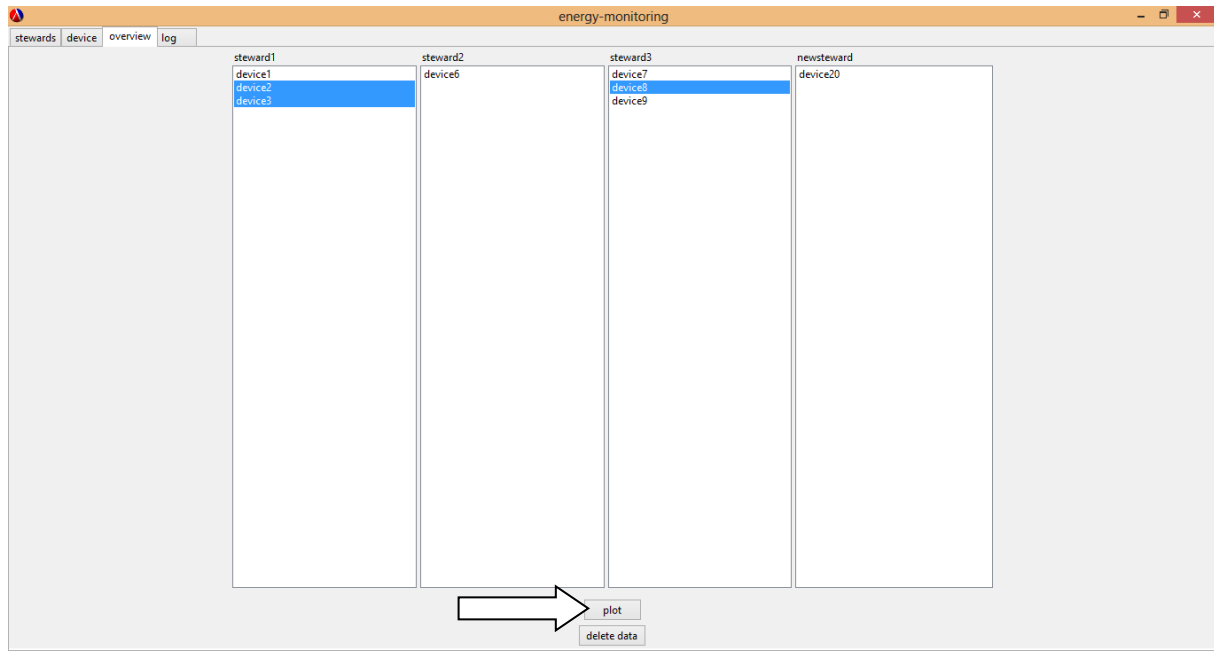 energy-monitoring
stewards device overview log
steward1 steward2 steward3 newsteward
device1 device6 device7 device20
device2 device8
device3 device9
plot
delete data